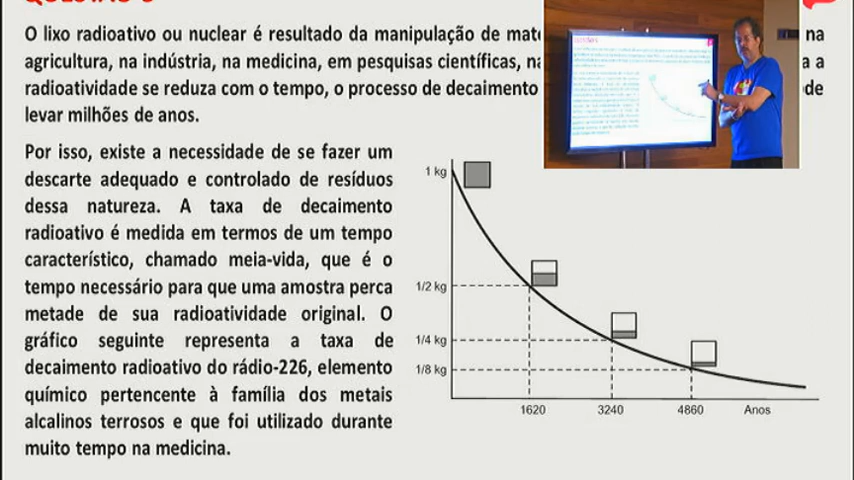 O lixo radioativo ou nuclear é resultado da manipulação de na
agricultura, na indústria, na medicina, em pesquisas científicas, a
radioatividade se reduza com o tempo, o processo de decaimento de
levar milhões de anos.
Por isso, existe a necessidade de se fazer um
descarte adequado e controlado de resíduos
dessa natureza. A taxa de decaimento
radioativo é medida em termos de um tempo
característico, chamado meia-vida, que é o
tempo necessário para que uma amostra perca
metade de sua radioatividade original. O
gráfico seguinte representa a taxa de
decaimento radioativo do rádio-226, elemento
químico pertencente à família dos metais
alcalinos terrosos e que foi utilizado durante
muito tempo na medicina.
1 kg
1/2 kg
1/4 kg
1/8 kg
1620 3240 4860 Anos